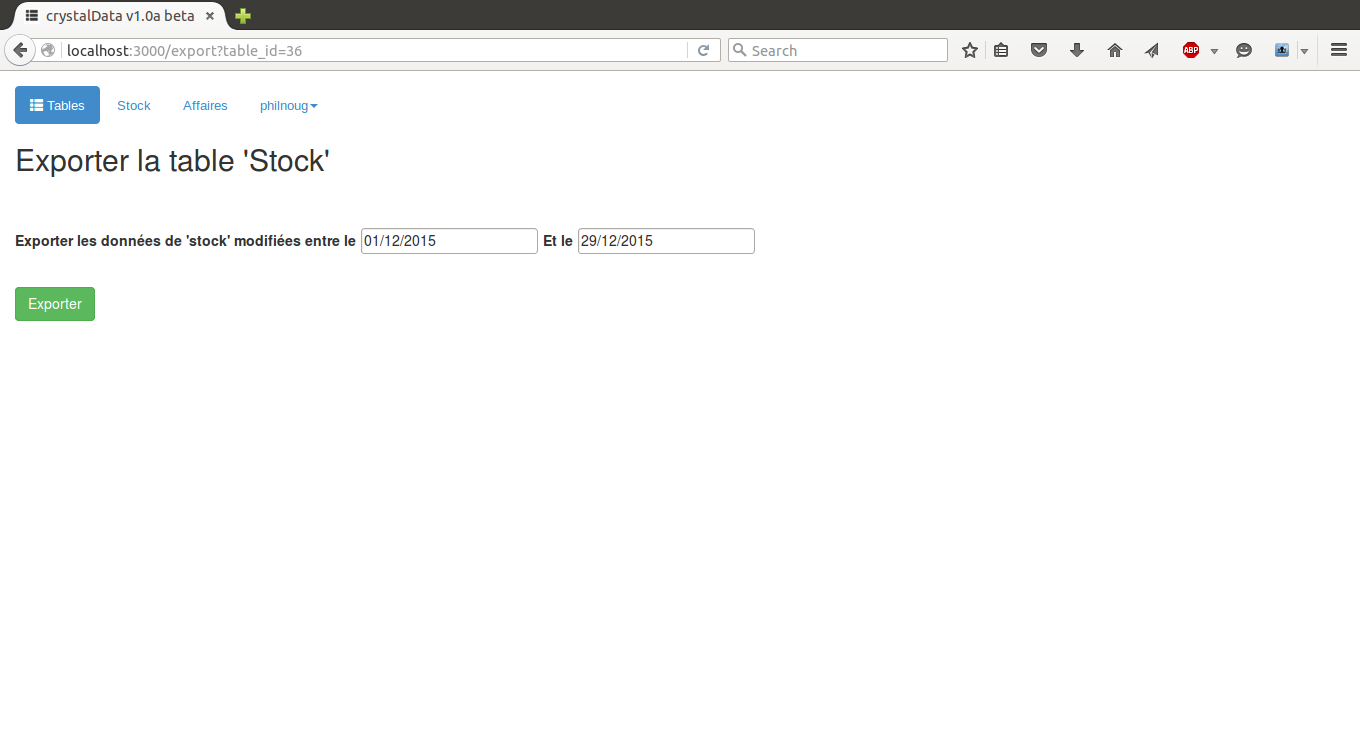 crystalData v1.0a beta
localhost:3000/export?table_id=36
Search
ABP
Tables Stock Affaires philnoug
Exporter la table 'Stock'
Exporter les données de 'stock' modifiées entre le 01/12/2015 Et le 29/12/2015
Exporter